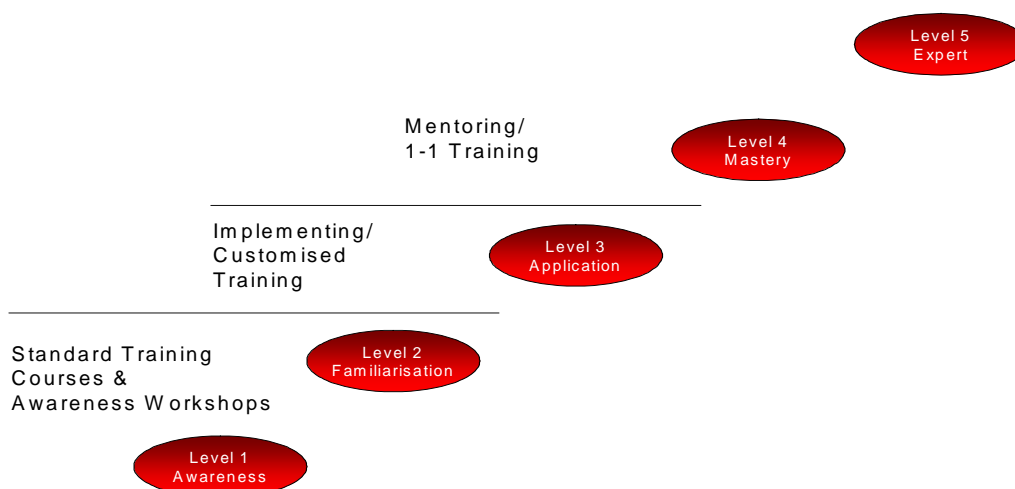 Level 5
Expert
Mentoring/
1-1 Training
Level 4
Mastery
Implementing/
Customised
Training
Level 3
Application
Standard Training
Courses &
Awareness Workshops
Level 2
Familiarisation
Level 1
Awareness